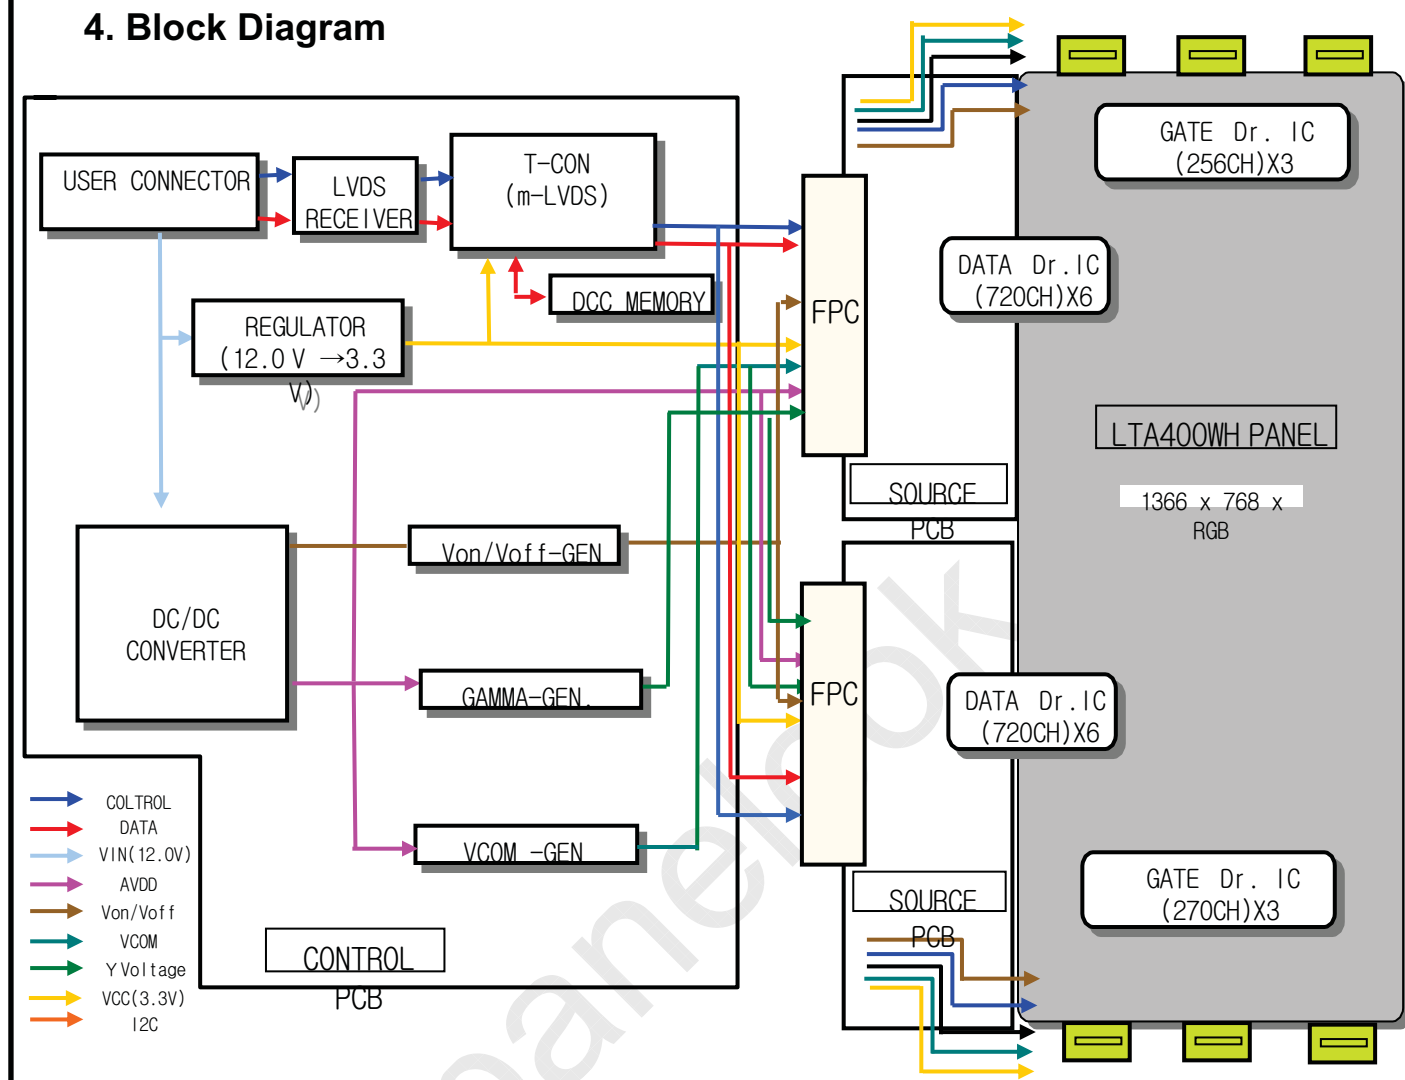 4. Block Diagram
GATE Dr. IC
(256CH)X3
USER CONNECTOR
LVDS
RECEIVER
T-CON
(m-LVDS)
DATA Dr.IC
(720CH)X6
DCC MEMORY
FPC
REGULATOR
(12.0V →3.3
V)
LTA400WH PANEL
1366 x 768 x
RGB
SOURCE
PCB
Von/Voff-GEN
DC/DC
CONVERTER
GAMMA-GEN.
FPC
DATA Dr.IC
(720CH)X6
COLTROL
DATA
VIN(12.0V)
AVDD
Von/Voff
VCOM
Y Voltage
VCC(3.3V)
I2C
VCOM -GEN
CONTROL
PCB
SOURCE
PCB
GATE Dr. IC
(270CH)X3
panelook